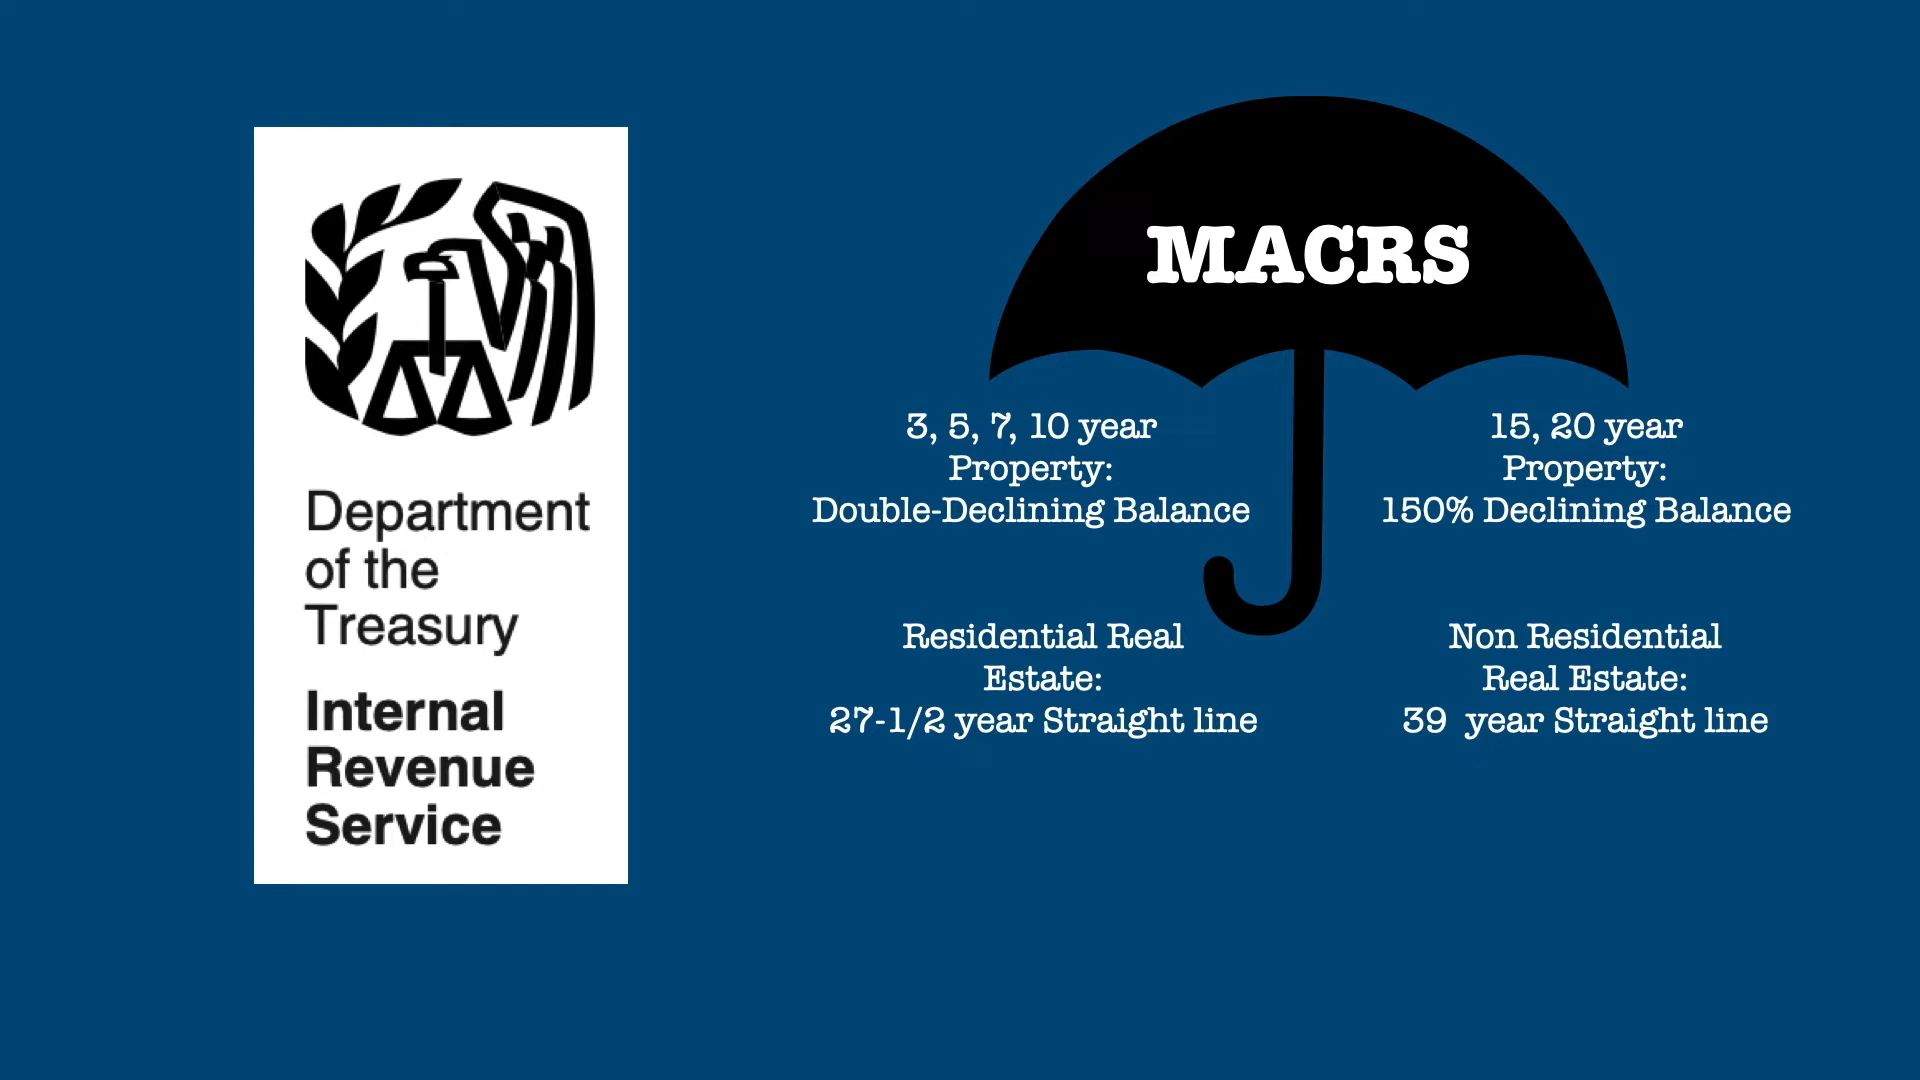 Department
of the
Treasury
Internal
Revenue
Service
MACRS
3, 5, 7, 10 year
Property:
Double-Declining Balance
15, 20 year
Property:
150% Declining Balance
Residential Real
Estate:
27-1/2 year Straight line
Non Residential
Real Estate:
39  year Straight line